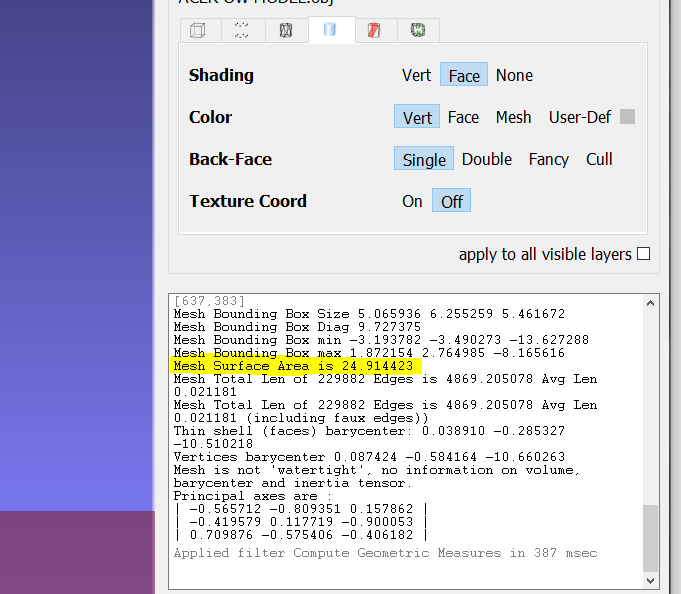 Shading Vert Face None
Color Vert Face Mesh User-Def
Back-Face Single Double Fancy Cull
Texture Coord On Off
apply to all visible layers
[637,383]
Mesh Bounding Box Size 5.065936 6.255259 5.461672
Mesh Bounding Box Diag 9.727375
Mesh Bounding Box min -3.193782 -3.490273 -13.627288
Mesh Bounding Box max 1.872154 2.764985 -8.165616
Mesh Surface Area is 24.914423
Mesh Total Len of 229882 Edges is 4869.205078 Avg Len
0.021181
Mesh Total Len of 229882 Edges is 4869.205078 Avg Len
0.021181 (including faux edges))
Thin shell (faces) barycenter: 0.038910 -0.285327
-10.510218
Vertices barycenter 0.087424 -0.584164 -10.660263
Mesh is not 'watertight', no information on volume,
barycenter and inertia tensor.
Principal axes are :
| -0.565712 -0.809351 0.157862 |
| -0.419579 0.117719 -0.900053 |
| 0.709876 -0.575406 -0.406182 |
Applied filter Compute Geometric Measures in 387 msec